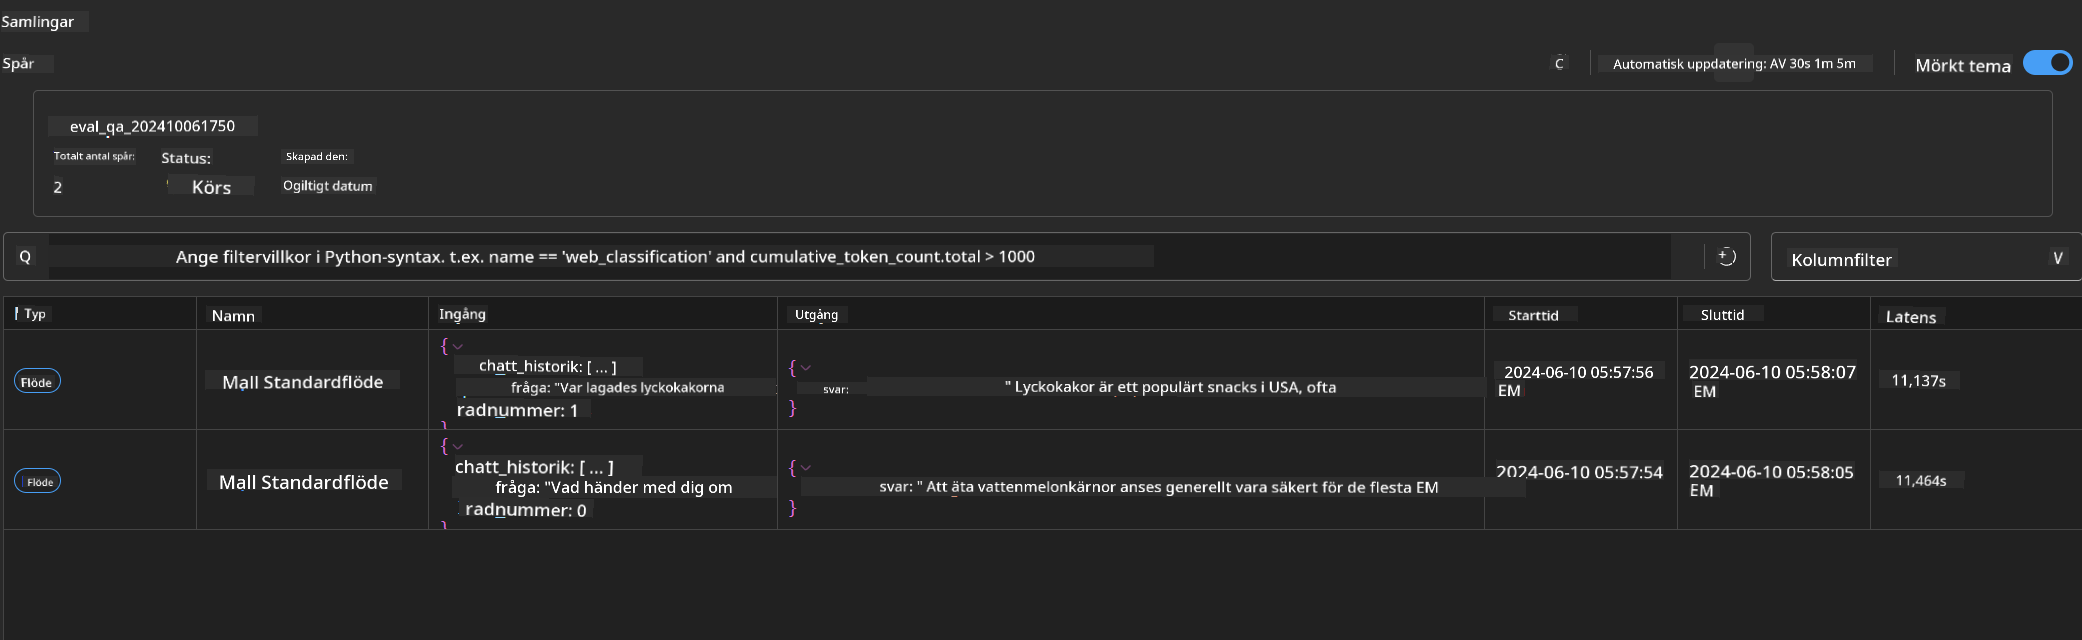 Samlingar
Spår
C Automatisk uppdatering: AV 30s 1m 5m Mörkt tema
eval_qa_202410061750
Totalt antal spår: Status: Skapad den:
2 Körs Ogiltigt datum
Q Ange filtervillkor i Python-syntax. t.ex. name == 'web_classification' and cumulative_token_count.total > 1000 Kolumnfilter V
Typ Namn Ingång Utgång Starttid Sluttid Latens
{
chatt_historik: [ ... ]
Flöde Mall Standardflöde fråga: "Var lagades lyckokakorna
radnummer: 1
}
{
svar: " Lyckokakor är ett populärt snacks i USA, ofta
}
2024-06-10 05:57:56
EM
2024-06-10 05:58:07
EM
11,137s
{
chatt_historik: [ ... ]
Flöde Mall Standardflöde fråga: "Vad händer med dig om
radnummer: 0
}
{
svar: " Att äta vattenmelonkärnor anses generellt vara säkert för de flesta EM
}
2024-06-10 05:57:54
2024-06-10 05:58:05
EM
11,464s